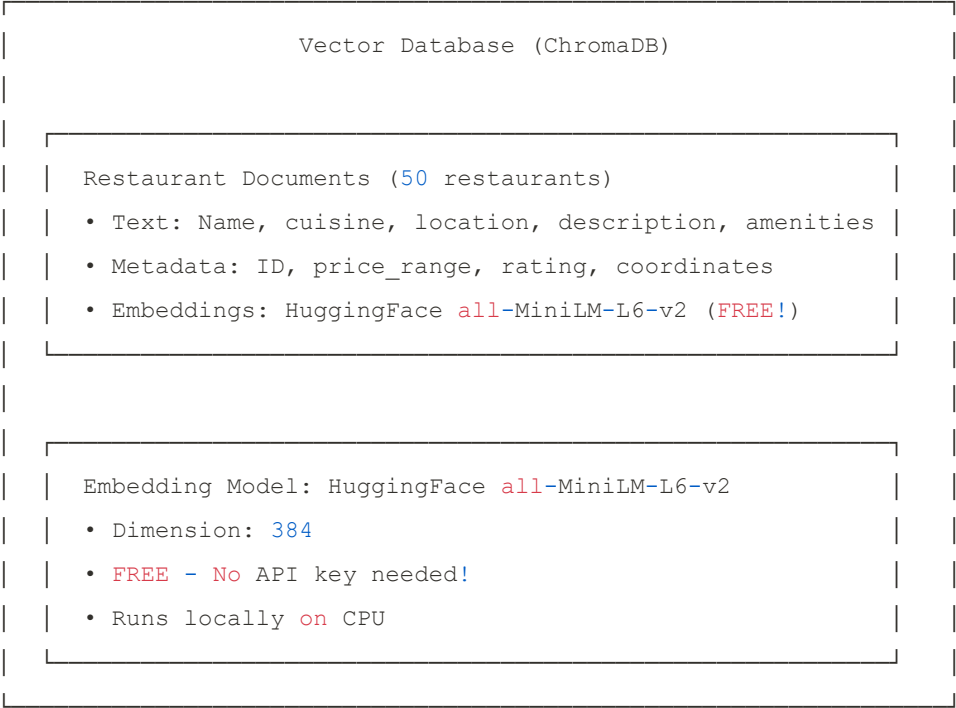 Vector Database (ChromaDB)
Restaurant Documents (50 restaurants)
• Text: Name, cuisine, location, description, amenities
• Metadata: ID, price_range, rating, coordinates
• Embeddings: HuggingFace all-MiniLM-L6-v2 (FREE!)
Embedding Model: HuggingFace all-MiniLM-L6-v2
• Dimension: 384
• FREE - No API key needed!
• Runs locally on CPU